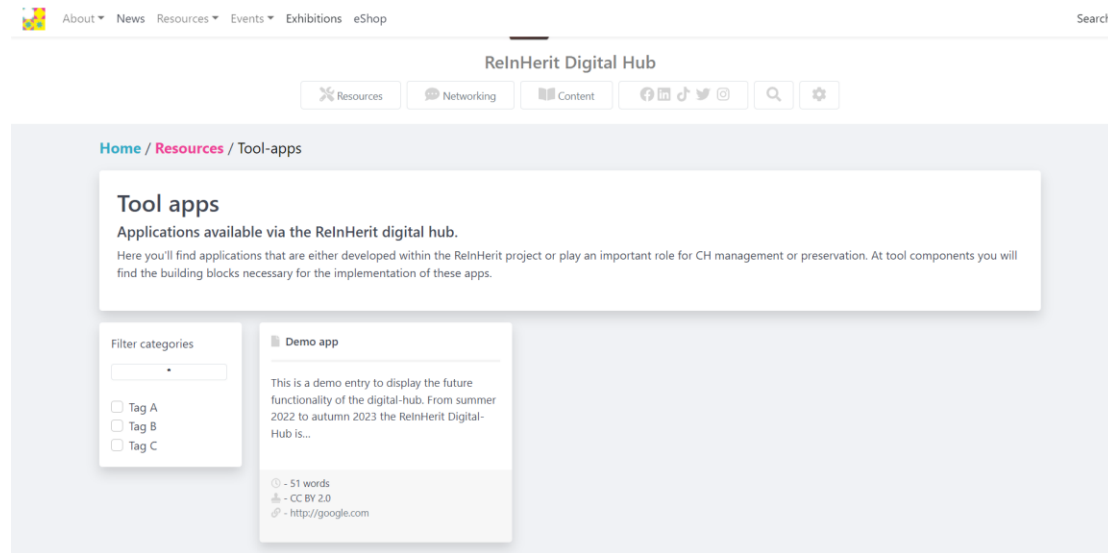 About News Resources Events Exhibitions eShop Search
ReInHerit Digital Hub
Resources Networking Content
Home / Resources / Tool-apps
Tool apps
Applications available via the ReInHerit digital hub.
Here you'll find applications that are either developed within the ReInHerit project or play an important role for CH management or preservation. At tool components you will
find the building blocks necessary for the implementation of these apps.
Filter categories
*
Tag A
Tag B
Tag C
Demo app
This is a demo entry to display the future
functionality of the digital-hub. From summer
2022 to autumn 2023 the ReInHerit Digital-
Hub is...
- 51 words
- CC BY 2.0
- http://google.com